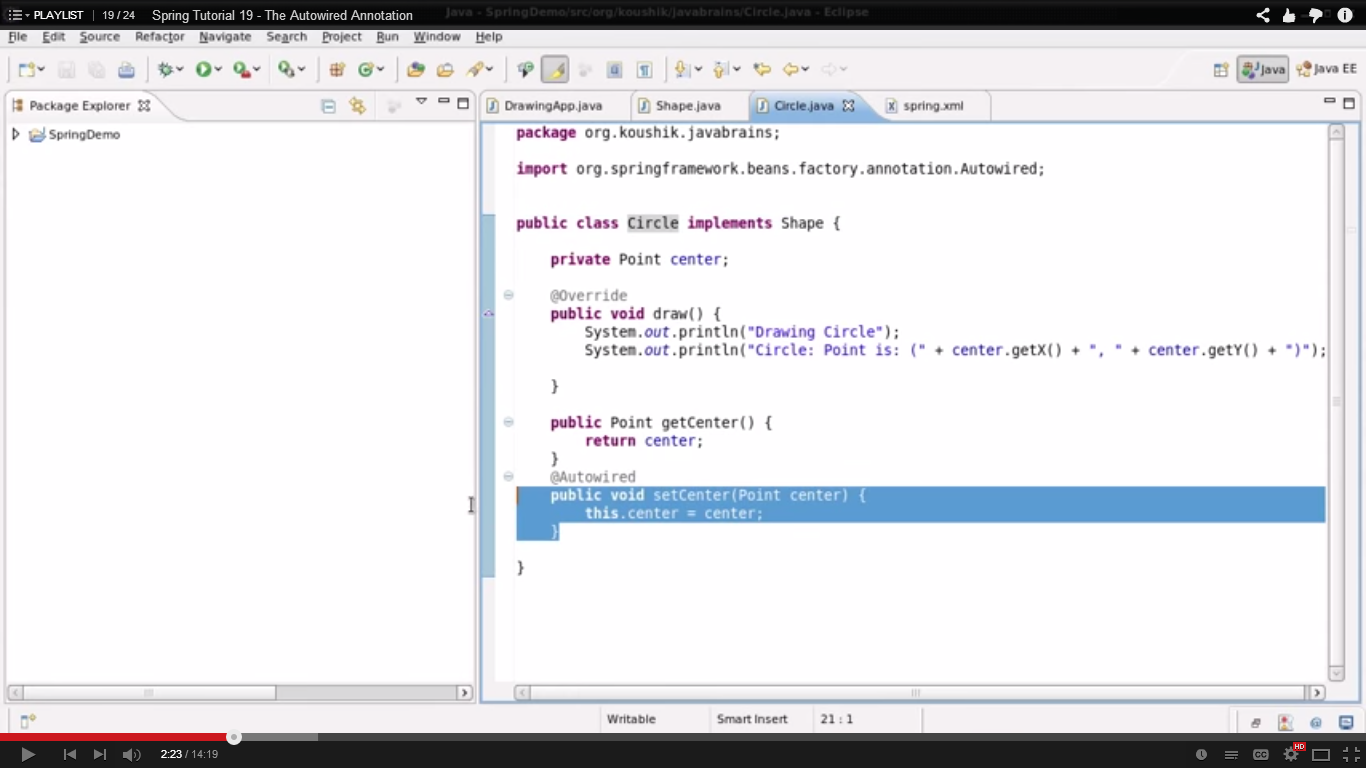 PLAYLIST 19 / 24 Spring Tutorial 19 - The Autowired Annotation
Java - SpringDemo/src/org/koushik/javabrains/Circle.java - Eclipse
File Edit Source Refactor Navigate Search Project Run Window Help
Java Java EE
Package Explorer
DrawingApp.java Shape.java Circle.java spring.xml
SpringDemo
package org.koushik.javabrains;
import org.springframework.beans.factory.annotation.Autowired;
public class Circle implements Shape {
private Point center;
@Override
public void draw() {
System.out.println("Drawing Circle");
System.out.println("Circle: Point is: (" + center.getX() + ", " + center.getY() + ")");
}
public Point getCenter() {
return center;
}
@Autowired
public void setCenter(Point center) {
this.center = center;
}
}
Writable Smart Insert 21 : 1
2:23 / 14:19
CC HD